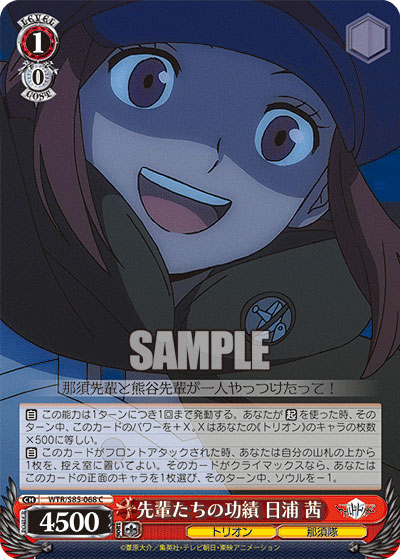 LEVEL
1
0
COST
SAMPLE
那須先輩と熊谷先輩が一人やっつけたって！
自 この能力は1ターンにつき1回まで発動する。あなたが起を使った時、そのターン中、このカードのパワーを＋X。Xはあなたの《トリオン》のキャラの枚数×500に等しい。
自 このカードがフロントアタックされた時、あなたは自分の山札の上から1枚を、控え室に置いてよい。そのカードがクライマックスなら、あなたはこのカードの正面のキャラを1枚選び、そのターン中、ソウルを－1。
CH WTR/S85-068 C
4500
先輩たちの功績 日浦 茜
トリオン 那須隊
©葦原大介／集英社・テレビ朝日・東映アニメーション